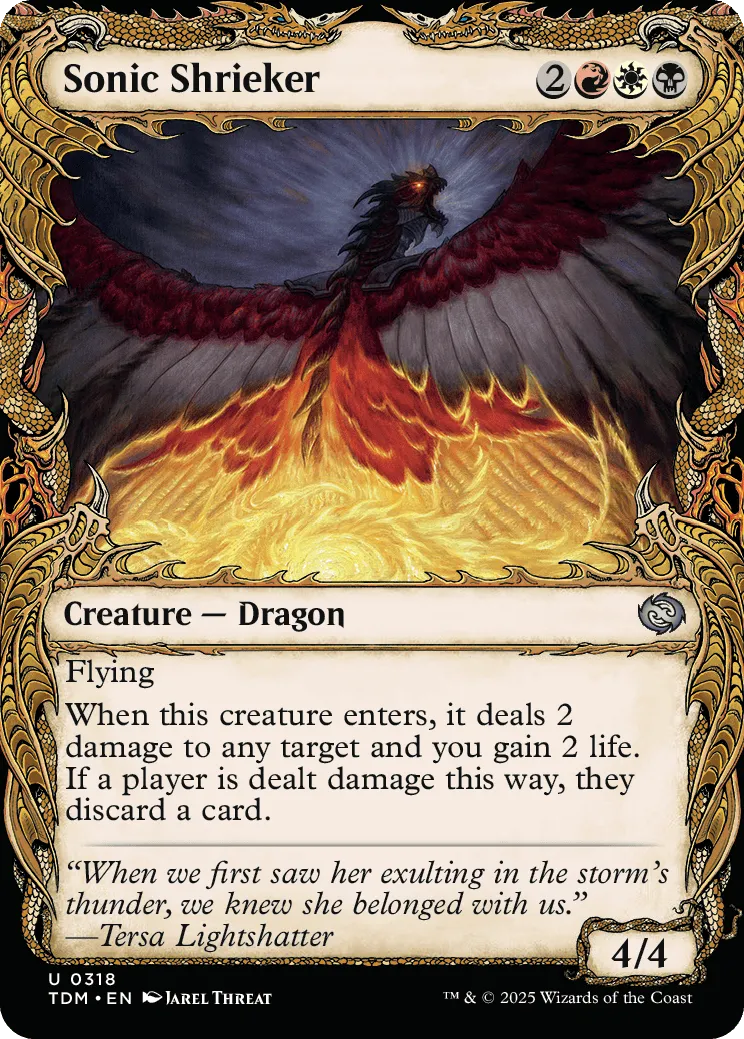 Sonic Shrieker
2
Creature — Dragon
Flying
When this creature enters, it deals 2
damage to any target and you gain 2 life.
If a player is dealt damage this way, they
discard a card.
“When we first saw her exulting in the storm’s
thunder, we knew she belonged with us.”
—Tersa Lightshatter
4/4
U 0318
TDM • EN JAREL THREAT
™ & © 2025 Wizards of the Coast